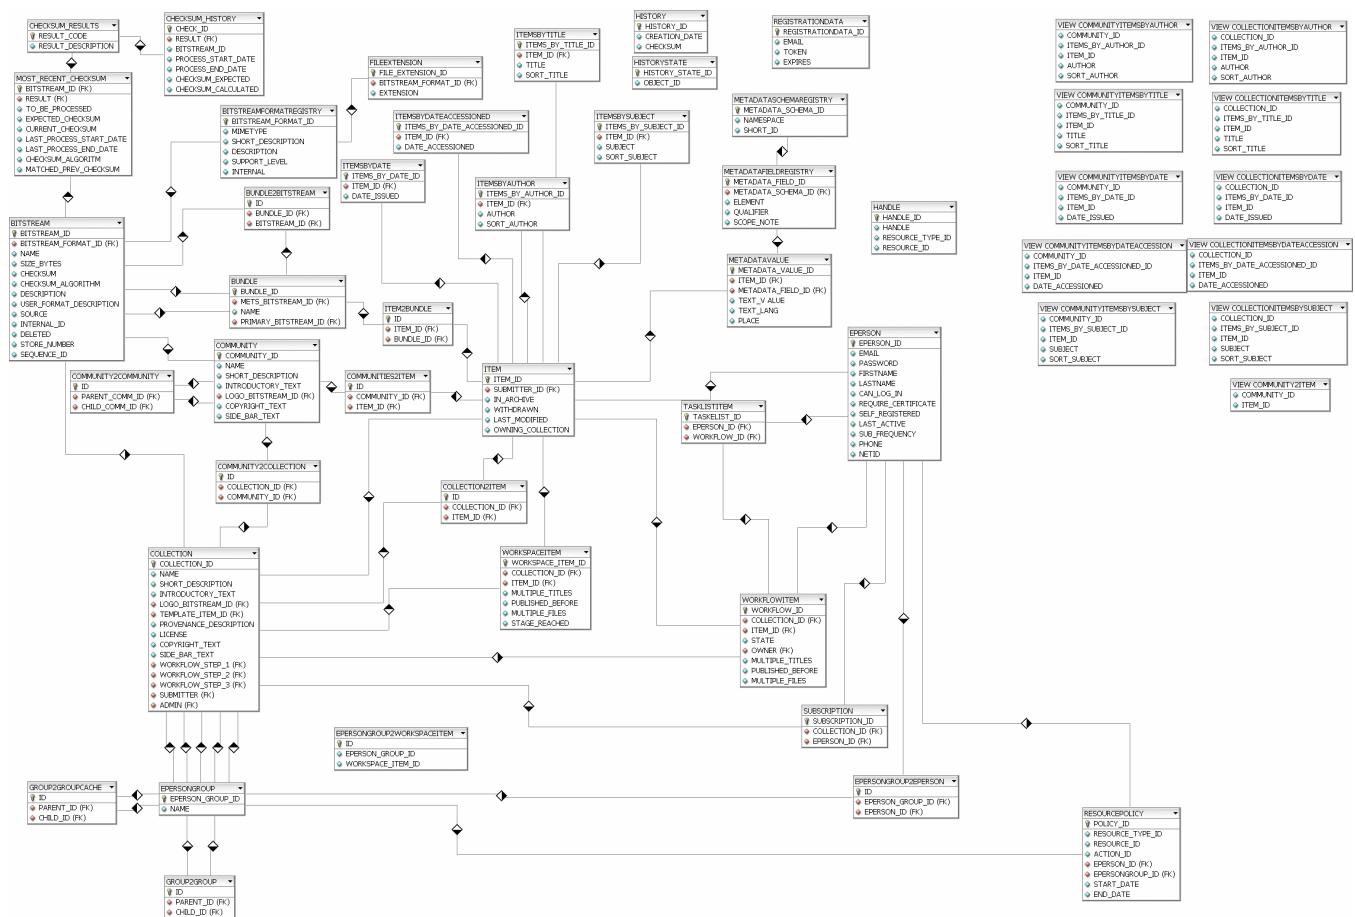 CHECKSUM_RESULTS
RESULT_CODE
RESULT_DESCRIPTION
CHECKSUM_HISTORY
CHECK_ID
RESULT (FK)
BITSTREAM_ID
PROCESS_START_DATE
PROCESS_END_DATE
CHECKSUM_EXPECTED
CHECKSUM_CALCULATED
MOST_RECENT_CHECKSUM
BITSTREAM_ID (FK)
RESULT (FK)
TO_BE_PROCESSED
EXPECTED_CHECKSUM
CURRENT_CHECKSUM
LAST_PROCESS_START_DATE
LAST_PROCESS_END_DATE
CHECKSUM_ALGORITM
MATCHED_PREV_CHECKSUM
BITSTREAMFORMATREGISTRY
BITSTREAM_FORMAT_ID
MIMETYPE
SHORT_DESCRIPTION
DESCRIPTION
SUPPORT_LEVEL
INTERNAL
FILEEXTENSION
FILE_EXTENSION_ID
BITSTREAM_FORMAT_ID (FK)
EXTENSION
ITEMSBYTITLE
ITEMS_BY_TITLE_ID
ITEM_ID (FK)
TITLE
SORT_TITLE
HISTORY
HISTORY_ID
CREATION_DATE
CHECKSUM
HISTORYSTATE
HISTORY_STATE_ID
OBJECT_ID
REGISTRATIONDATA
REGISTRATIONDATA_ID
EMAIL
TOKEN
EXPIRES
VIEW COMMUNITYITEMSBYAUTHOR
COMMUNITY_ID
ITEMS_BY_AUTHOR_ID
ITEM_ID
AUTHOR
SORT_AUTHOR
VIEW COLLECTIONITEMSBYAUTHOR
COLLECTION_ID
ITEMS_BY_AUTHOR_ID
ITEM_ID
AUTHOR
SORT_AUTHOR
VIEW COMMUNITYITEMSBYTITLE
COMMUNITY_ID
ITEMS_BY_TITLE_ID
ITEM_ID
TITLE
SORT_TITLE
VIEW COLLECTIONITEMSBYTITLE
COLLECTION_ID
ITEMS_BY_TITLE_ID
ITEM_ID
TITLE
SORT_TITLE
ITEMSBYDATEACCESSIONED
ITEMS_BY_DATE_ACCESSIONED_ID
ITEM_ID (FK)
DATE_ACCESSIONED
ITEMSBYSUBJECT
ITEMS_BY_SUBJECT_ID
ITEM_ID (FK)
SUBJECT
SORT_SUBJECT
METADATASCHEMAREGISTRY
METADATA_SCHEMA_ID
NAMESPACE
SHORT_ID
ITEMSBYDATE
ITEMS_BY_DATE_ID
ITEM_ID (FK)
DATE_ISSUED
ITEMSBYAUTHOR
ITEMS_BY_AUTHOR_ID
ITEM_ID (FK)
AUTHOR
SORT_AUTHOR
METADATAFIELDREGISTRY
METADATA_FIELD_ID
METADATA_SCHEMA_ID (FK)
ELEMENT
QUALIFIER
SCOPE_NOTE
VIEW COMMUNITYITEMSBYDATE
COMMUNITY_ID
ITEMS_BY_DATE_ID
ITEM_ID
DATE_ISSUED
VIEW COLLECTIONITEMSBYDATE
COLLECTION_ID
ITEMS_BY_DATE_ID
ITEM_ID
DATE_ISSUED
BUNDLE2BITSTREAM
ID
BUNDLE_ID (FK)
BITSTREAM_ID (FK)
HANDLE
HANDLE_ID
HANDLE
RESOURCE_TYPE_ID
RESOURCE_ID
BITSTREAM
BITSTREAM_ID
BITSTREAM_FORMAT_ID (FK)
NAME
SIZE_BYTES
CHECKSUM
CHECKSUM_ALGORITHM
DESCRIPTION
USER_FORMAT_DESCRIPTION
SOURCE
INTERNAL_ID
DELETED
STORE_NUMBER
SEQUENCE_ID
VIEW COMMUNITYITEMSBYDATEACCESSION
COMMUNITY_ID
ITEMS_BY_DATE_ACCESSIONED_ID
ITEM_ID
DATE_ACCESSIONED
VIEW COLLECTIONITEMSBYDATEACCESSION
COLLECTION_ID
ITEMS_BY_DATE_ACCESSIONED_ID
ITEM_ID
DATE_ACCESSIONED
METADATAVALUE
METADATA_VALUE_ID
ITEM_ID (FK)
METADATA_FIELD_ID (FK)
TEXT_V ALUE
TEXT_LANG
PLACE
BUNDLE
BUNDLE_ID
METS_BITSTREAM_ID (FK)
NAME
PRIMARY_BITSTREAM_ID (FK)
ITEM2BUNDLE
ID
ITEM_ID (FK)
BUNDLE_ID (FK)
VIEW COMMUNITYITEMSBYSUBJECT
COMMUNITY_ID
ITEMS_BY_SUBJECT_ID
ITEM_ID
SUBJECT
SORT_SUBJECT
VIEW COLLECTIONITEMSBYSUBJECT
COLLECTION_ID
ITEMS_BY_SUBJECT_ID
ITEM_ID
SUBJECT
SORT_SUBJECT
EPERSON
EPERSON_ID
EMAIL
PASSWORD
FIRSTNAME
LASTNAME
CAN_LOG_IN
REQUIRE_CERTIFICATE
SELF_REGISTERED
LAST_ACTIVE
SUB_FREQUENCY
PHONE
NETID
COMMUNITY
COMMUNITY_ID
NAME
SHORT_DESCRIPTION
INTRODUCTORY_TEXT
LOGO_BITSTREAM_ID (FK)
COPYRIGHT_TEXT
SIDE_BAR_TEXT
COMMUNITY2COMMUNITY
ID
PARENT_COMM_ID (FK)
CHILD_COMM_ID (FK)
COMMUNITIES2ITEM
ID
COMMUNITY_ID (FK)
ITEM_ID (FK)
ITEM
ITEM_ID
SUBMITTER_ID (FK)
IN_ARCHIVE
WITHDRAWN
LAST_MODIFIED
OWNING_COLLECTION
VIEW COMMUNITY2ITEM
COMMUNITY_ID
ITEM_ID
TASKLISTITEM
TASKELIST_ID
EPERSON_ID (FK)
WORKFLOW_ID (FK)
COMMUNITY2COLLECTION
ID
COLLECTION_ID (FK)
COMMUNITY_ID (FK)
COLLECTION2ITEM
ID
COLLECTION_ID (FK)
ITEM_ID (FK)
COLLECTION
COLLECTION_ID
NAME
SHORT_DESCRIPTION
INTRODUCTORY_TEXT
LOGO_BITSTREAM_ID (FK)
TEMPLATE_ITEM_ID (FK)
PROVENANCE_DESCRIPTION
LICENSE
COPYRIGHT_TEXT
SIDE_BAR_TEXT
WORKFLOW_STEP_1 (FK)
WORKFLOW_STEP_2 (FK)
WORKFLOW_STEP_3 (FK)
SUBMITTER (FK)
ADMIN (FK)
WORKSPACEITEM
WORKSPACE_ITEM_ID
COLLECTION_ID (FK)
ITEM_ID (FK)
MULTIPLE_TITLES
PUBLISHED_BEFORE
MULTIPLE_FILES
STAGE_REACHED
WORKFLOWITEM
WORKFLOW_ID
COLLECTION_ID (FK)
ITEM_ID (FK)
STATE
OWNER (FK)
MULTIPLE_TITLES
PUBLISHED_BEFORE
MULTIPLE_FILES
SUBSCRIPTION
SUBSCRIPTION_ID
COLLECTION_ID (FK)
EPERSON_ID (FK)
EPERSONGROUP2WORKSPACEITEM
ID
EPERSON_GROUP_ID
WORKSPACE_ITEM_ID
GROUP2GROUPCACHE
ID
PARENT_ID (FK)
CHILD_ID (FK)
EPERSONGROUP
EPERSON_GROUP_ID
NAME
EPERSONGROUP2EPERSON
ID
EPERSON_GROUP_ID (FK)
EPERSON_ID (FK)
RESOURCEPOLICY
POLICY_ID
RESOURCE_TYPE_ID
RESOURCE_ID
ACTION_ID
EPERSON_ID (FK)
EPERSONGROUP_ID (FK)
START_DATE
END_DATE
GROUP2GROUP
ID
PARENT_ID (FK)
CHILD_ID (FK)